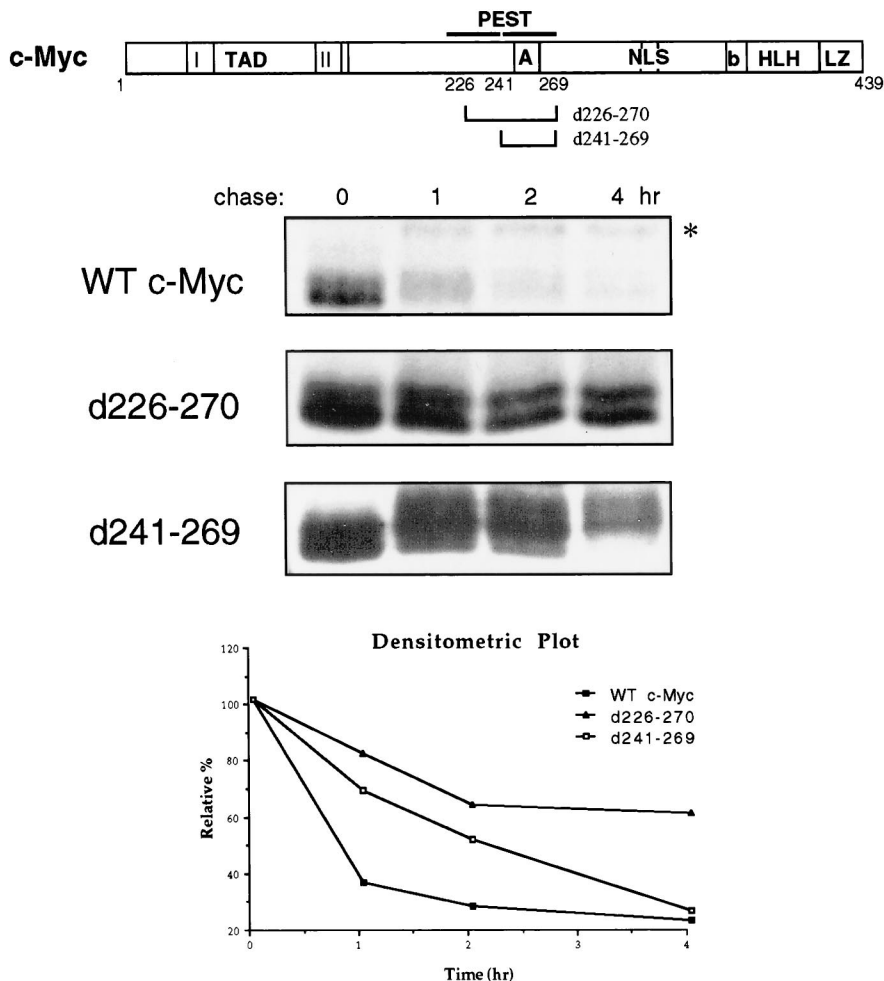 PEST
c-Myc I TAD II A NLS b HLH LZ
1 226 241 269 439
d226-270
d241-269
chase: 0 1 2 4 hr
*
WT c-Myc
d226-270
d241-269
Densitometric Plot
120
100
80
60
40
20
Relative %
WT c-Myc
d226-270
d241-269
0 1 2 3 4
Time (hr)